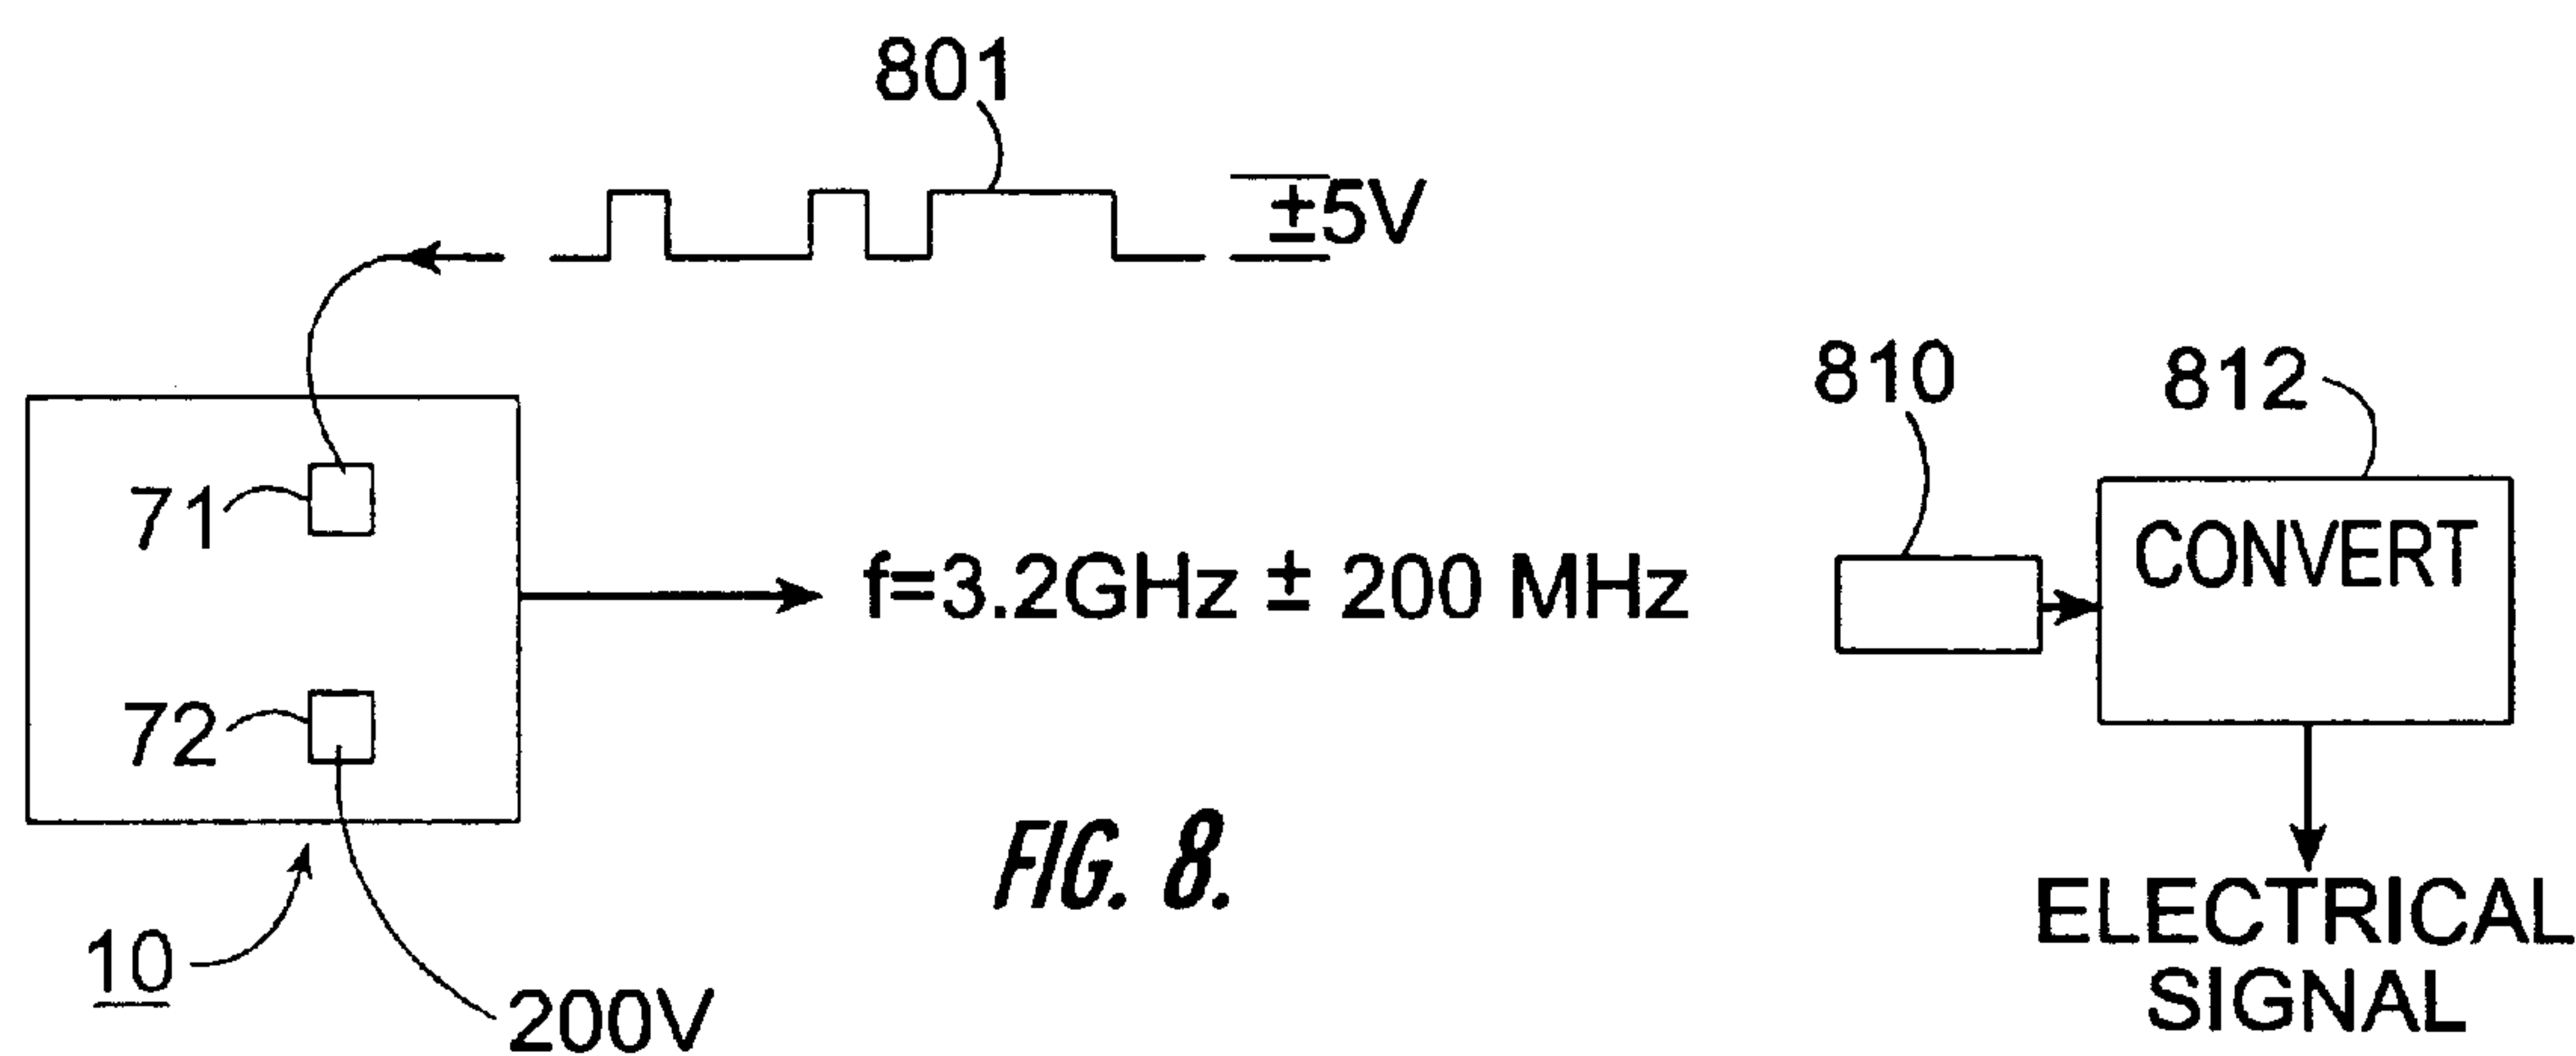 801
±5V
810
812
71
CONVERT
f=3.2GHz ± 200 MHz
72
FIG. 8.
ELECTRICAL
SIGNAL
10
200V